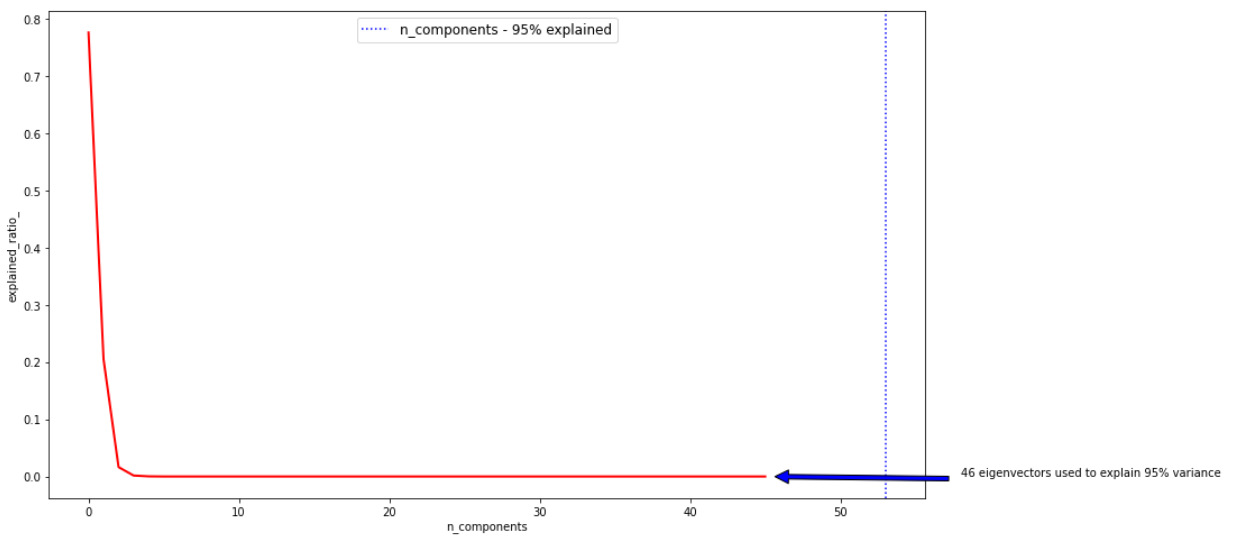 n_components - 95% explained
0.8
0.7
0.6
0.5
0.4
0.3
0.2
0.1
0.0
explained_ratio_
46 eigenvectors used to explain 95% variance
0 10 20 30 40 50
n_components